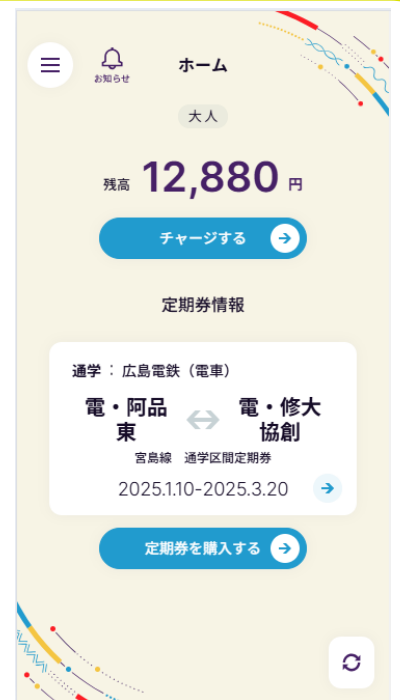 ホーム
お知らせ
大人
残高 12,880 円
チャージする
定期券情報
通学 : 広島電鉄（電車）
電・阿品
東
電・修大
協創
宮島線 通学区間定期券
2025.1.10-2025.3.20
定期券を購入する